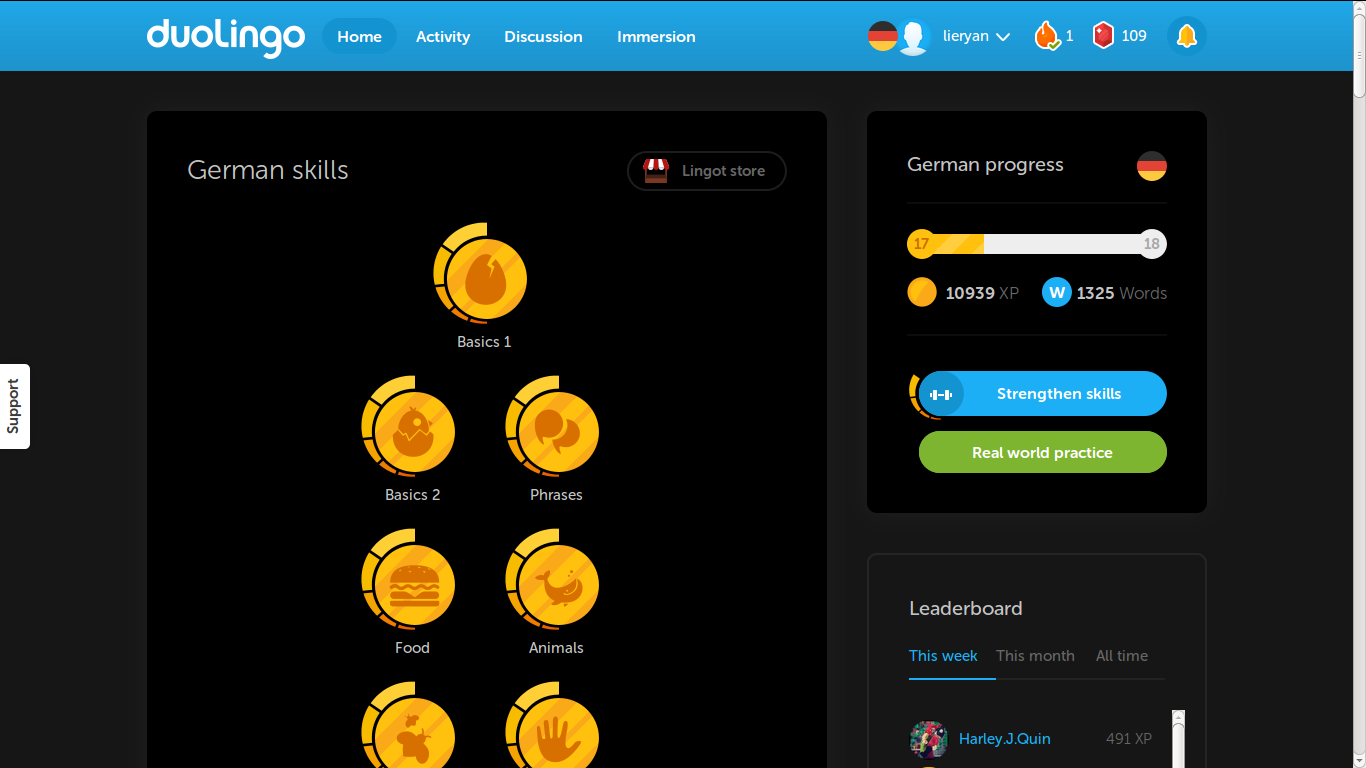 duolingo
Home Activity Discussion Immersion
lieryan 1 109
German skills
Lingot store
Basics 1
Basics 2 Phrases
Food Animals
Support
German progress
17 18
10939 XP W 1325 Words
Strengthen skills
Real world practice
Leaderboard
This week This month All time
Harley.J.Quin 491 XP